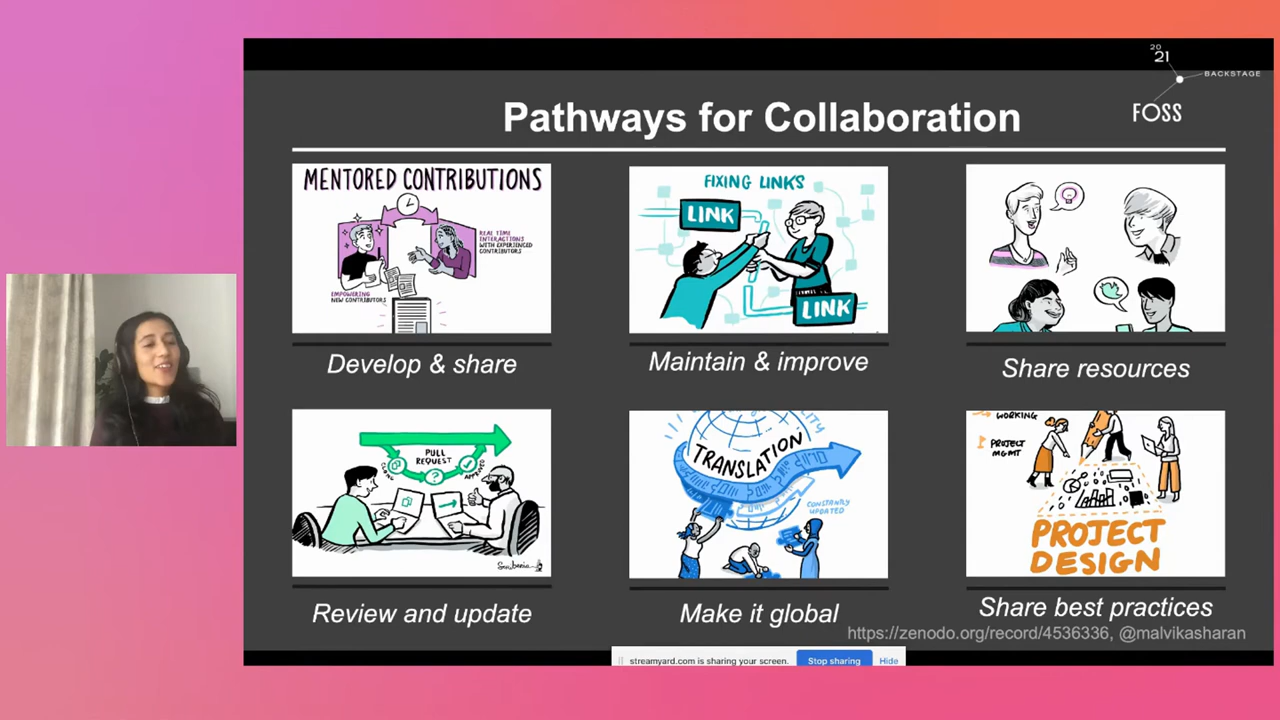 20
21
BACKSTAGE
FOSS
Pathways for Collaboration
MENTORED CONTRIBUTIONS
REAL TIME
INTERACTIONS
WITH EXPERIENCED
CONTRIBUTORS
EMPOWERING
NEW CONTRIBUTORS
Develop & share
FIXING LINKS
LINK
LINK
Maintain & improve
Share resources
PULL
REQUEST
APPROVED
Review and update
TRANSLATION
CONSTANTLY
UPDATED
Make it global
WORKING
PROJECT
MGMT
PROJECT
DESIGN
Share best practices
https://zenodo.org/record/4536336, @malvikasharan
streamyard.com is sharing your screen.
Stop sharing
Hide